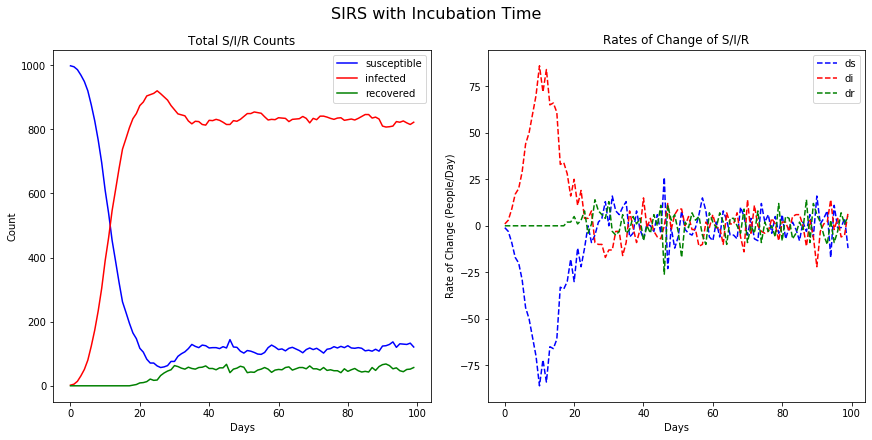 SIRS with Incubation Time
Total S/I/R Counts
Count
1000
800
600
400
200
0
susceptible
infected
recovered
0 20 40 60 80 100
Days
Rates of Change of S/I/R
Rate of Change (People/Day)
75
50
25
0
−25
−50
−75
ds
di
dr
0 20 40 60 80 100
Days